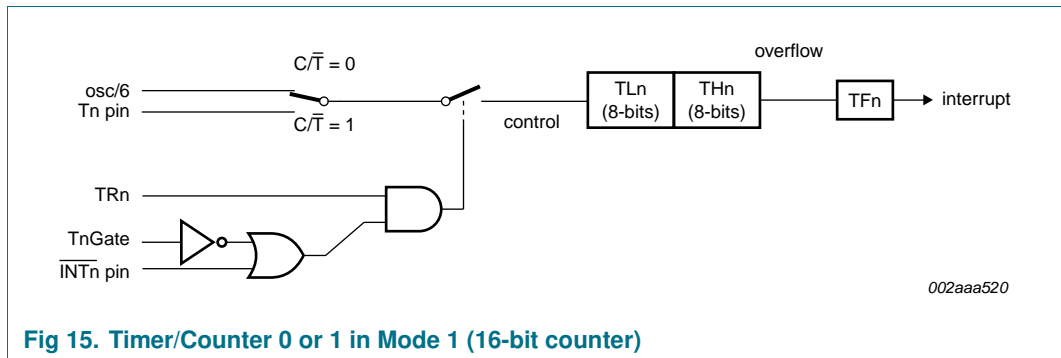 overflow
C/T̅ = 0
osc/6
Tn pin
C/T̅ = 1
control
TLn
(8-bits)
THn
(8-bits)
TFn
interrupt
TRn
TnGate
I̅N̅T̅n̅ pin
002aaa520
Fig 15. Timer/Counter 0 or 1 in Mode 1 (16-bit counter)